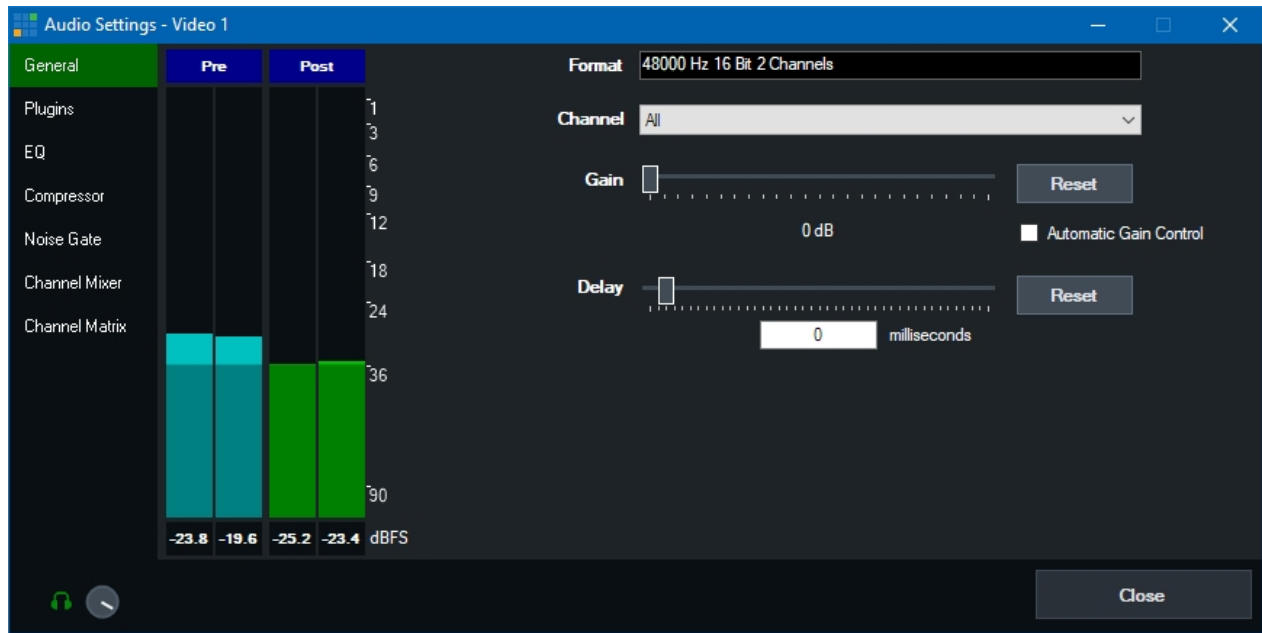 Audio Settings - Video 1
General
Plugins
EQ
Compressor
Noise Gate
Channel Mixer
Channel Matrix
Pre Post
1
3
6
9
12
18
24
36
90
-23.8 -19.6 -25.2 -23.4 dBFS
Format 48000 Hz 16 Bit 2 Channels
Channel All
Gain Reset
0 dB Automatic Gain Control
Delay Reset
0 milliseconds
Close